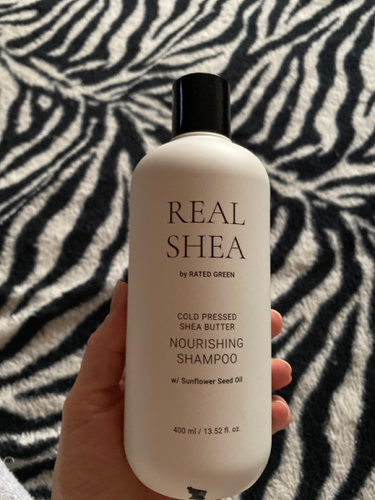 REAL
SHEA
by RATED GREEN
COLD PRESSED
SHEA BUTTER
NOURISHING
SHAMPOO
w/ Sunflower Seed Oil
400 ml / 13.52 fl. oz.